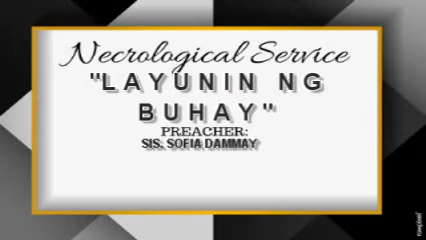 Necrological Service
"LAYUNIN NG
BUHAY"
PREACHER:
SIS. SOFIA DAMMAY